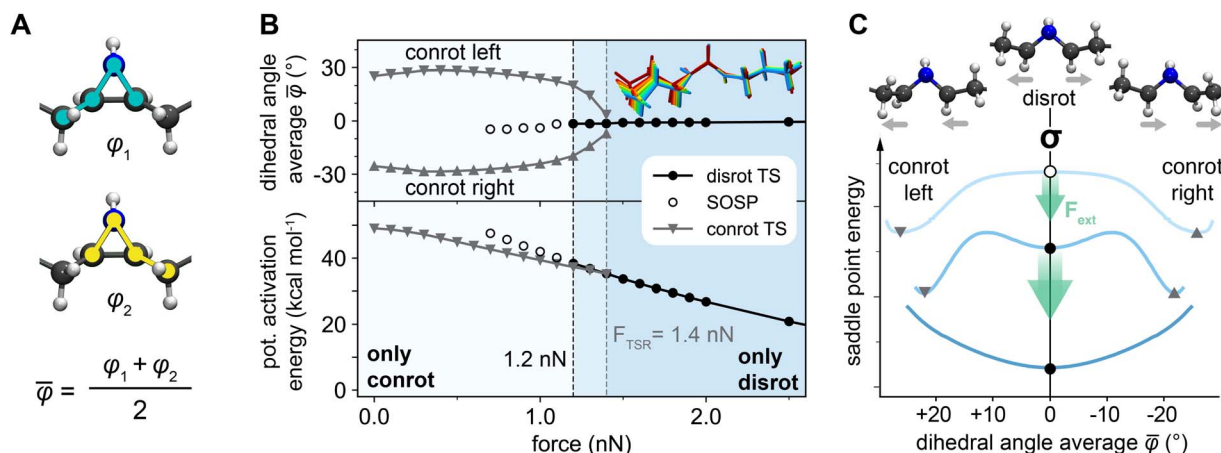 A
φ₁
φ₂
φ̅ = (φ₁ + φ₂) / 2
B
dihedral angle
average φ̅ (°)
30
0
-30
conrot left
conrot right
disrot TS
SOSP
conrot TS
pot. activation
energy (kcal mol⁻¹)
40
20
0
only
conrot
1.2 nN
F_TSR = 1.4 nN
only
disrot
0.0
1.0
2.0
force (nN)
C
disrot
σ
conrot
left
conrot
right
F_ext
saddle point energy
+20
+10
0
-10
-20
dihedral angle average φ̅ (°)